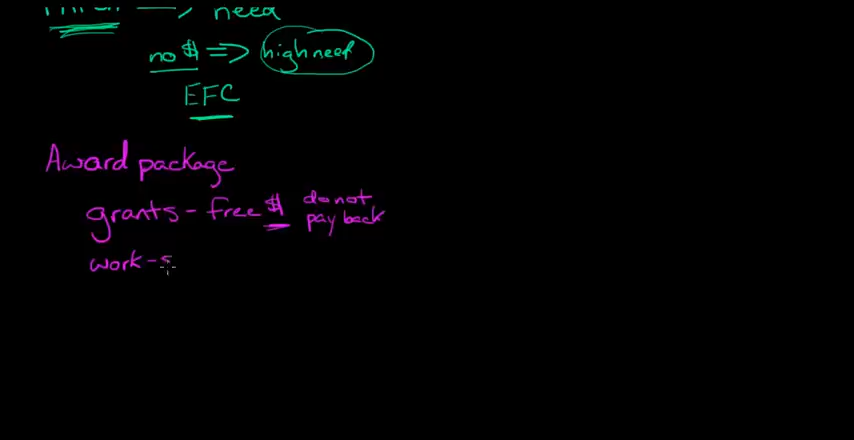 need
no $ => high need
EFC
Award package
grants - free $ do not
pay back
work-s